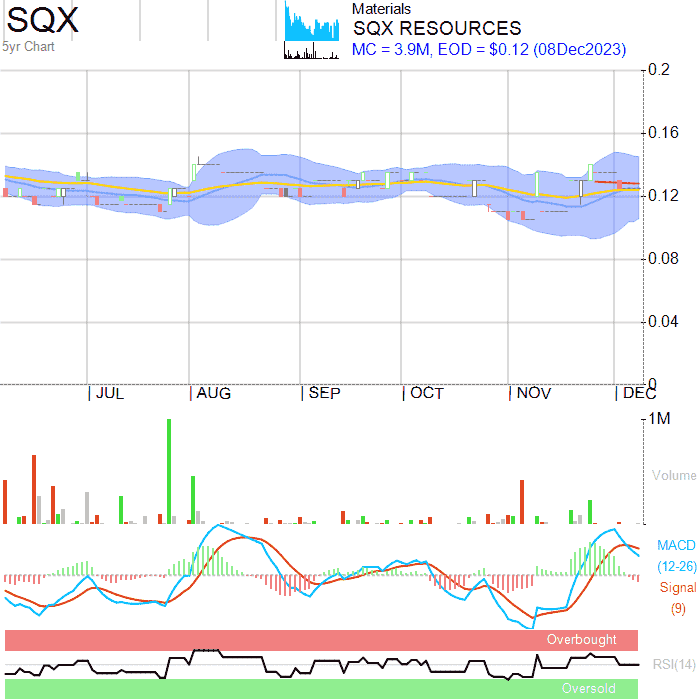 SQX
5yr Chart
Materials
SQX RESOURCES
MC = 3.9M, EOD = $0.12 (08Dec2023)
0.2
0.16
0.12
0.08
0.04
0
JUL AUG SEP OCT NOV DEC
1M
Volume
MACD
(12-26)
Signal
(9)
Overbought
RSI(14)
Oversold